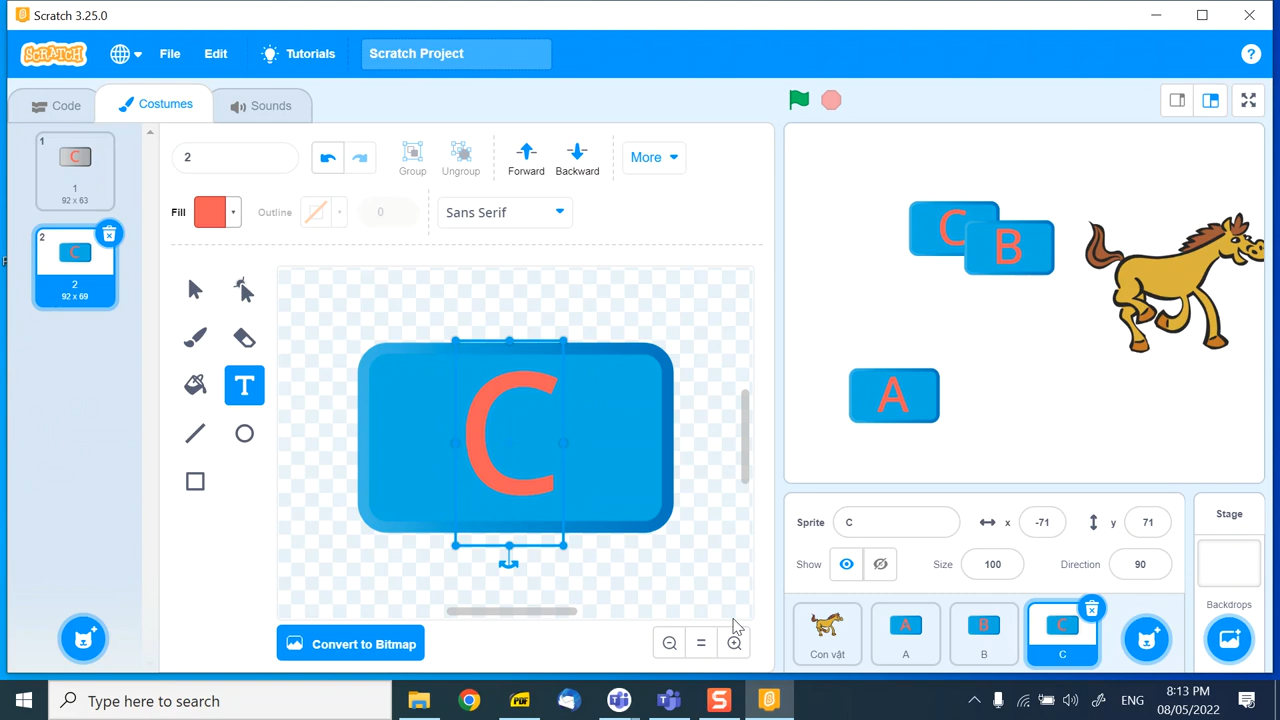 Scratch 3.25.0
SCRATCH
File
Edit
Tutorials
Scratch Project
?
Code
Costumes
Sounds
1
C
1
92 x 63
2
C
2
92 x 69
2
Group
Ungroup
Forward
Backward
More
Fill
Outline
0
Sans Serif
T
C
Convert to Bitmap
C
B
A
Sprite
C
x
-71
y
71
Show
Size
100
Direction
90
Con vật
A
A
B
B
C
C
Stage
Backdrops
Type here to search
PDF
S
ENG
8:13 PM
08/05/2022